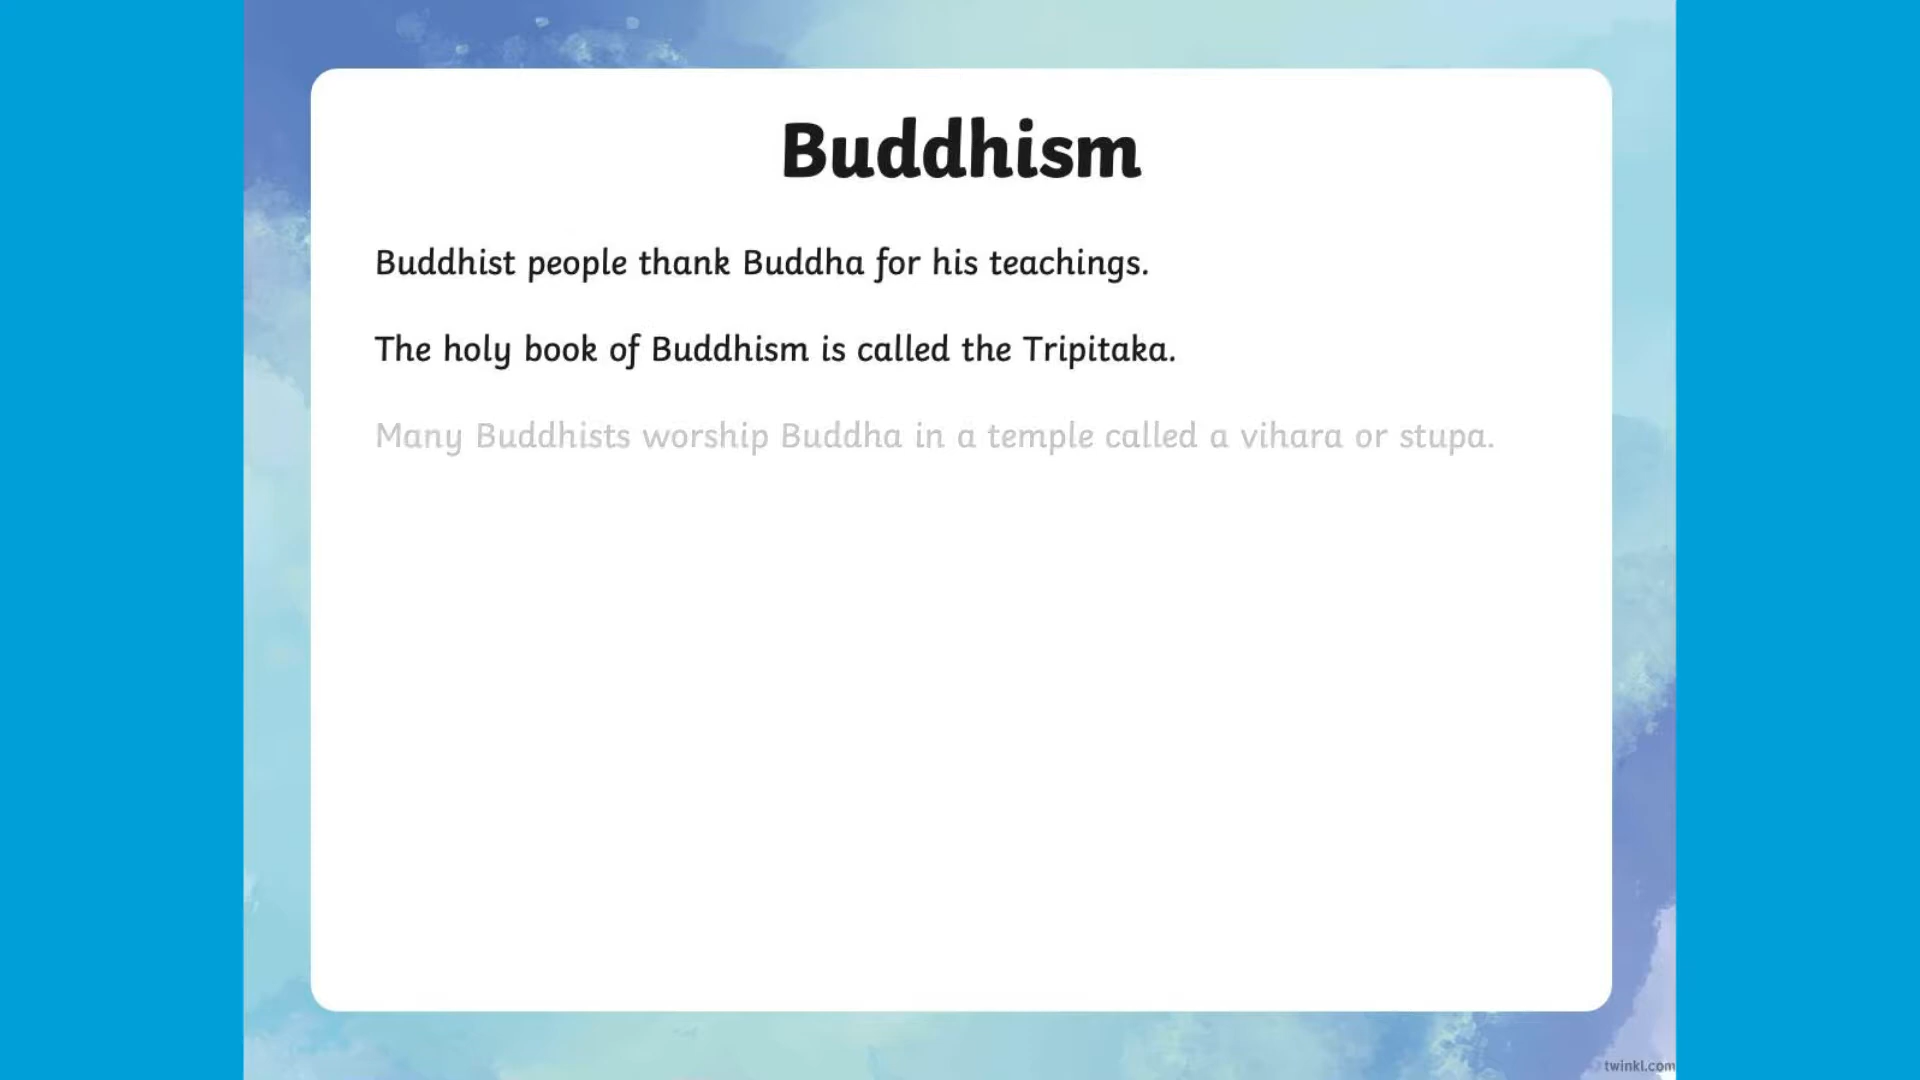 Buddhism
Buddhist people thank Buddha for his teachings.
The holy book of Buddhism is called the Tripitaka.
Many Buddhists worship Buddha in a temple called a vihara or stupa.
twinkl.com